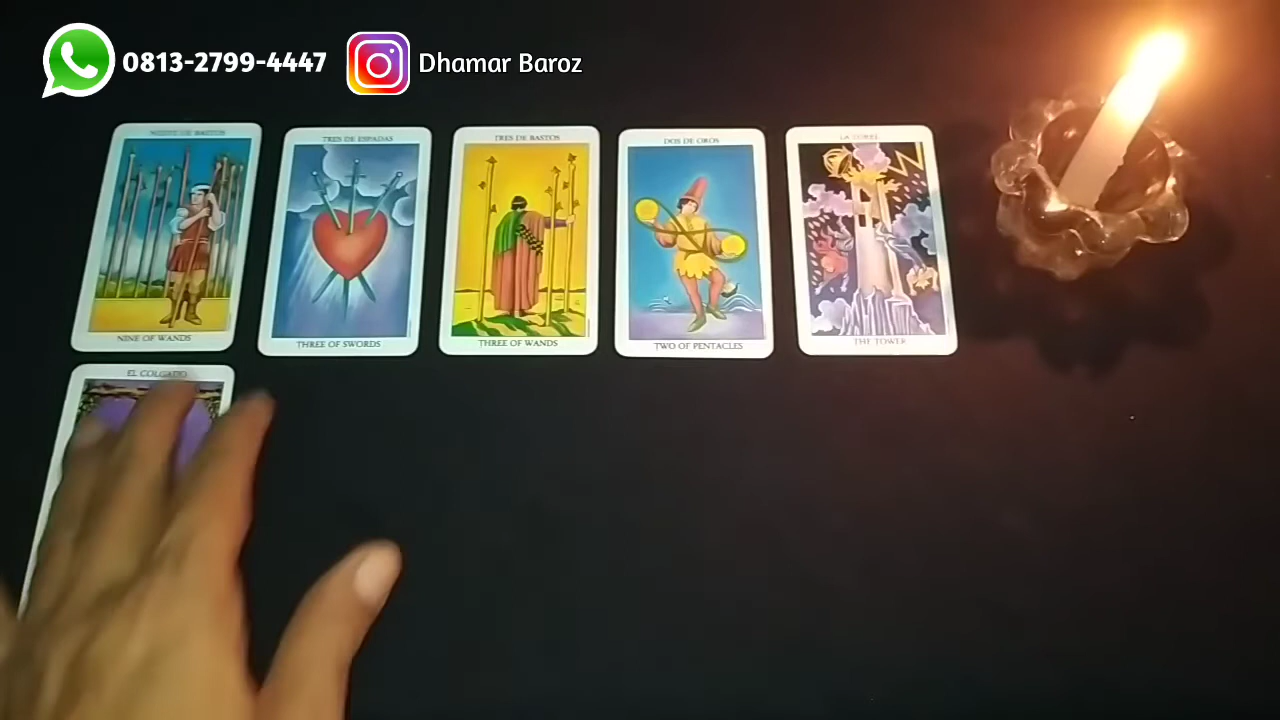 0813-2799-4447
Dhamar Baroz
NUEVE DE BASTOS
TRES DE ESPADAS
TRES DE BASTOS
DOS DE OROS
LA TORRE
NINE OF WANDS
THREE OF SWORDS
THREE OF WANDS
TWO OF PENTACLES
THE TOWER
EL COLGADO